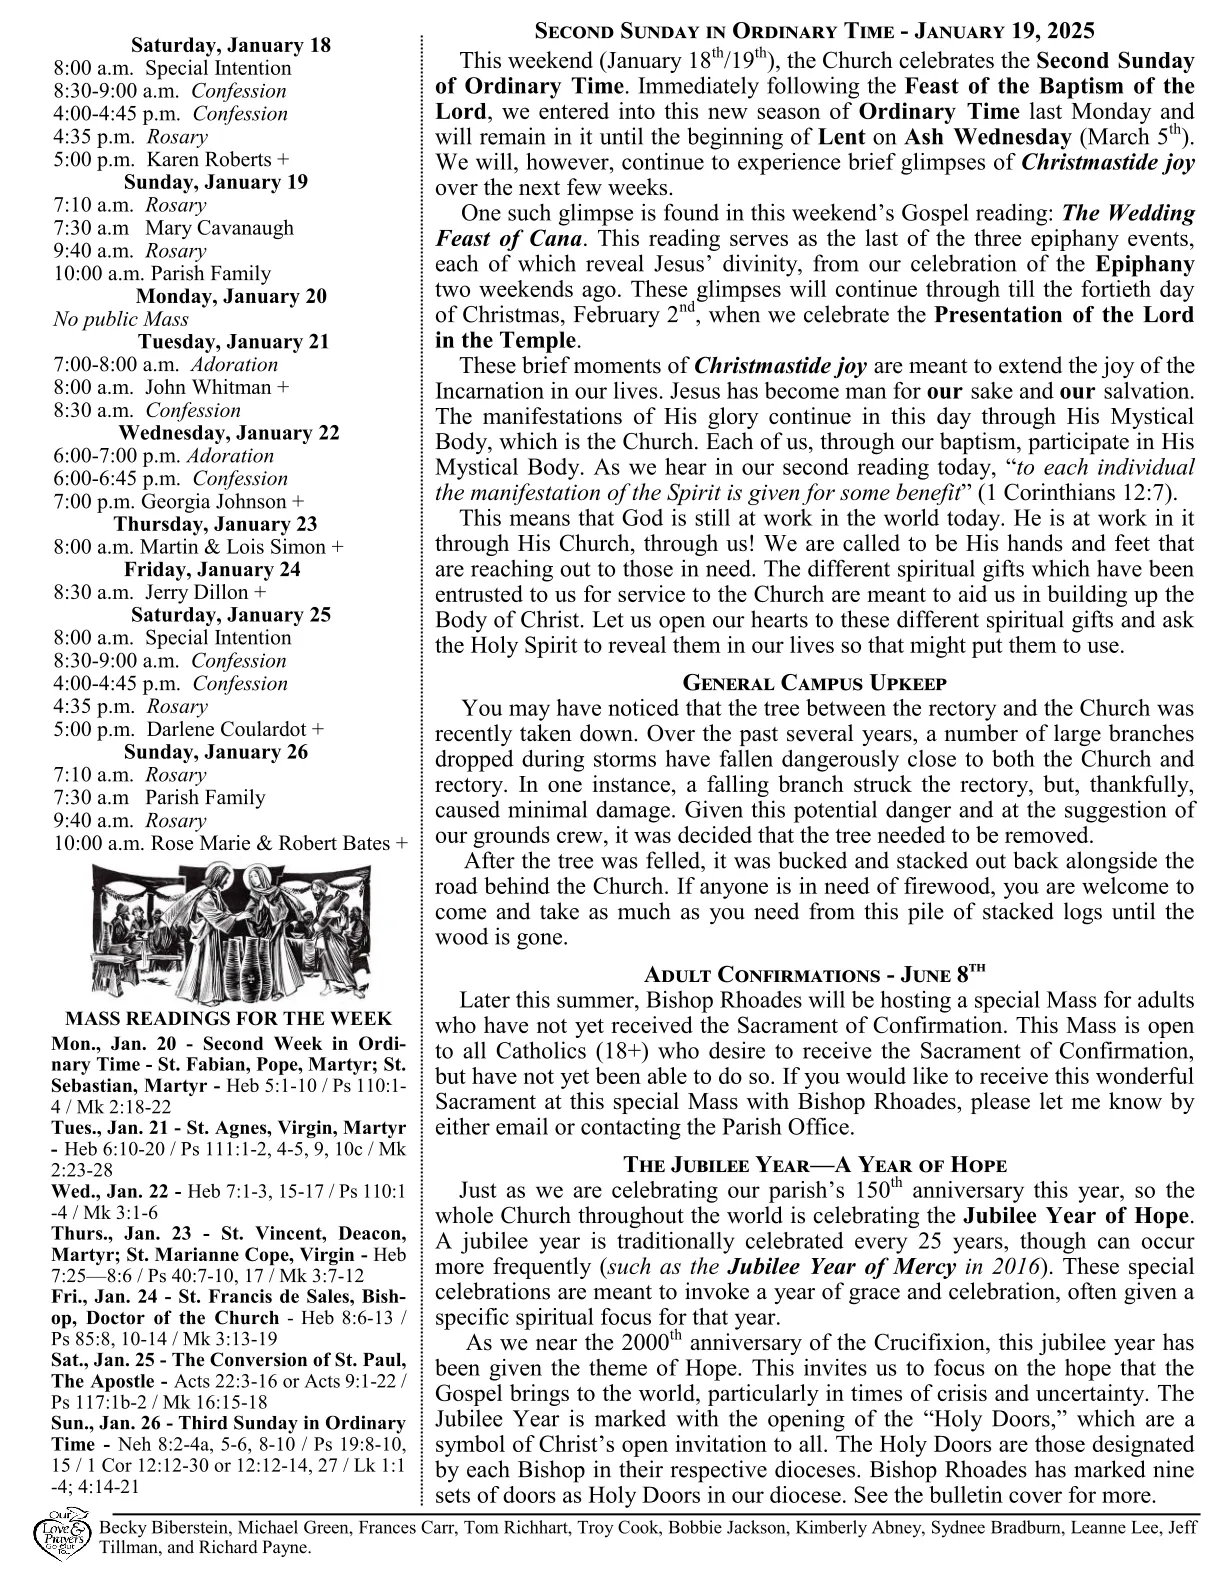 Saturday, January 18
8:00 a.m.  Special Intention
8:30-9:00 a.m.  Confession
4:00-4:45 p.m.  Confession
4:35 p.m.  Rosary
5:00 p.m.  Karen Roberts +
Sunday, January 19
7:10 a.m.  Rosary
7:30 a.m   Mary Cavanaugh
9:40 a.m.  Rosary
10:00 a.m. Parish Family
Monday, January 20
No public Mass
Tuesday, January 21
7:00-8:00 a.m.  Adoration
8:00 a.m.  John Whitman +
8:30 a.m.  Confession
Wednesday, January 22
6:00-7:00 p.m. Adoration
6:00-6:45 p.m.  Confession
7:00 p.m. Georgia Johnson +
Thursday, January 23
8:00 a.m. Martin & Lois Simon +
Friday, January 24
8:30 a.m.  Jerry Dillon +
Saturday, January 25
8:00 a.m.  Special Intention
8:30-9:00 a.m.  Confession
4:00-4:45 p.m.  Confession
4:35 p.m.  Rosary
5:00 p.m.  Darlene Coulardot +
Sunday, January 26
7:10 a.m.  Rosary
7:30 a.m   Parish Family
9:40 a.m.  Rosary
10:00 a.m. Rose Marie & Robert Bates +
MASS READINGS FOR THE WEEK
Mon., Jan. 20 - Second Week in Ordi-
nary Time - St. Fabian, Pope, Martyr; St.
Sebastian, Martyr - Heb 5:1-10 / Ps 110:1-
4 / Mk 2:18-22
Tues., Jan. 21 - St. Agnes, Virgin, Martyr
- Heb 6:10-20 / Ps 111:1-2, 4-5, 9, 10c / Mk
2:23-28
Wed., Jan. 22 - Heb 7:1-3, 15-17 / Ps 110:1
-4 / Mk 3:1-6
Thurs., Jan. 23 - St. Vincent, Deacon,
Martyr; St. Marianne Cope, Virgin - Heb
7:25—8:6 / Ps 40:7-10, 17 / Mk 3:7-12
Fri., Jan. 24 - St. Francis de Sales, Bish-
op, Doctor of the Church - Heb 8:6-13 /
Ps 85:8, 10-14 / Mk 3:13-19
Sat., Jan. 25 - The Conversion of St. Paul,
The Apostle - Acts 22:3-16 or Acts 9:1-22 /
Ps 117:1b-2 / Mk 16:15-18
Sun., Jan. 26 - Third Sunday in Ordinary
Time - Neh 8:2-4a, 5-6, 8-10 / Ps 19:8-10,
15 / 1 Cor 12:12-30 or 12:12-14, 27 / Lk 1:1
-4; 4:14-21
Second Sunday in Ordinary Time - January 19, 2025
This weekend (January 18th/19th), the Church celebrates the Second Sunday
of Ordinary Time. Immediately following the Feast of the Baptism of the
Lord, we entered into this new season of Ordinary Time last Monday and
will remain in it until the beginning of Lent on Ash Wednesday (March 5th).
We will, however, continue to experience brief glimpses of Christmastide joy
over the next few weeks.
One such glimpse is found in this weekend’s Gospel reading: The Wedding
Feast of Cana. This reading serves as the last of the three epiphany events,
each of which reveal Jesus’ divinity, from our celebration of the Epiphany
two weekends ago. These glimpses will continue through till the fortieth day
of Christmas, February 2nd, when we celebrate the Presentation of the Lord
in the Temple.
These brief moments of Christmastide joy are meant to extend the joy of the
Incarnation in our lives. Jesus has become man for our sake and our salvation.
The manifestations of His glory continue in this day through His Mystical
Body, which is the Church. Each of us, through our baptism, participate in His
Mystical Body. As we hear in our second reading today, “to each individual
the manifestation of the Spirit is given for some benefit” (1 Corinthians 12:7).
This means that God is still at work in the world today. He is at work in it
through His Church, through us! We are called to be His hands and feet that
are reaching out to those in need. The different spiritual gifts which have been
entrusted to us for service to the Church are meant to aid us in building up the
Body of Christ. Let us open our hearts to these different spiritual gifts and ask
the Holy Spirit to reveal them in our lives so that might put them to use.
General Campus Upkeep
You may have noticed that the tree between the rectory and the Church was
recently taken down. Over the past several years, a number of large branches
dropped during storms have fallen dangerously close to both the Church and
rectory. In one instance, a falling branch struck the rectory, but, thankfully,
caused minimal damage. Given this potential danger and at the suggestion of
our grounds crew, it was decided that the tree needed to be removed.
After the tree was felled, it was bucked and stacked out back alongside the
road behind the Church. If anyone is in need of firewood, you are welcome to
come and take as much as you need from this pile of stacked logs until the
wood is gone.
Adult Confirmations - June 8th
Later this summer, Bishop Rhoades will be hosting a special Mass for adults
who have not yet received the Sacrament of Confirmation. This Mass is open
to all Catholics (18+) who desire to receive the Sacrament of Confirmation,
but have not yet been able to do so. If you would like to receive this wonderful
Sacrament at this special Mass with Bishop Rhoades, please let me know by
either email or contacting the Parish Office.
The Jubilee Year—A Year of Hope
Just as we are celebrating our parish’s 150th anniversary this year, so the
whole Church throughout the world is celebrating the Jubilee Year of Hope.
A jubilee year is traditionally celebrated every 25 years, though can occur
more frequently (such as the Jubilee Year of Mercy in 2016). These special
celebrations are meant to invoke a year of grace and celebration, often given a
specific spiritual focus for that year.
As we near the 2000th anniversary of the Crucifixion, this jubilee year has
been given the theme of Hope. This invites us to focus on the hope that the
Gospel brings to the world, particularly in times of crisis and uncertainty. The
Jubilee Year is marked with the opening of the “Holy Doors,” which are a
symbol of Christ’s open invitation to all. The Holy Doors are those designated
by each Bishop in their respective dioceses. Bishop Rhoades has marked nine
sets of doors as Holy Doors in our diocese. See the bulletin cover for more.
Our
Love &
Prayers
Go Out
To...
Becky Biberstein, Michael Green, Frances Carr, Tom Richhart, Troy Cook, Bobbie Jackson, Kimberly Abney, Sydnee Bradburn, Leanne Lee, Jeff
Tillman, and Richard Payne.